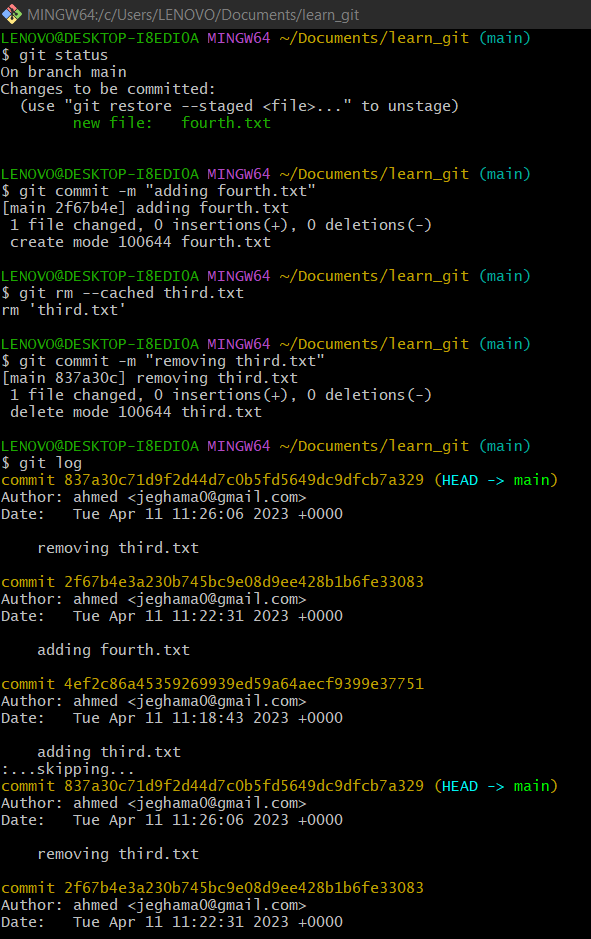 MINGW64:/c/Users/LENOVO/Documents/learn_git
LENOVO@DESKTOP-I8EDI0A MINGW64 ~/Documents/learn_git (main)
$ git status
On branch main
Changes to be committed:
  (use "git restore --staged <file>..." to unstage)
        new file:   fourth.txt
LENOVO@DESKTOP-I8EDI0A MINGW64 ~/Documents/learn_git (main)
$ git commit -m "adding fourth.txt"
[main 2f67b4e] adding fourth.txt
 1 file changed, 0 insertions(+), 0 deletions(-)
 create mode 100644 fourth.txt
LENOVO@DESKTOP-I8EDI0A MINGW64 ~/Documents/learn_git (main)
$ git rm --cached third.txt
rm 'third.txt'
LENOVO@DESKTOP-I8EDI0A MINGW64 ~/Documents/learn_git (main)
$ git commit -m "removing third.txt"
[main 837a30c] removing third.txt
 1 file changed, 0 insertions(+), 0 deletions(-)
 delete mode 100644 third.txt
LENOVO@DESKTOP-I8EDI0A MINGW64 ~/Documents/learn_git (main)
$ git log
commit 837a30c71d9f2d44d7c0b5fd5649dc9dfcb7a329 (HEAD -> main)
Author: ahmed <jeghama0@gmail.com>
Date:   Tue Apr 11 11:26:06 2023 +0000
    removing third.txt
commit 2f67b4e3a230b745bc9e08d9ee428b1b6fe33083
Author: ahmed <jeghama0@gmail.com>
Date:   Tue Apr 11 11:22:31 2023 +0000
    adding fourth.txt
commit 4ef2c86a45359269939ed59a64aecf9399e37751
Author: ahmed <jeghama0@gmail.com>
Date:   Tue Apr 11 11:18:43 2023 +0000
    adding third.txt
:...skipping...
commit 837a30c71d9f2d44d7c0b5fd5649dc9dfcb7a329 (HEAD -> main)
Author: ahmed <jeghama0@gmail.com>
Date:   Tue Apr 11 11:26:06 2023 +0000
    removing third.txt
commit 2f67b4e3a230b745bc9e08d9ee428b1b6fe33083
Author: ahmed <jeghama0@gmail.com>
Date:   Tue Apr 11 11:22:31 2023 +0000